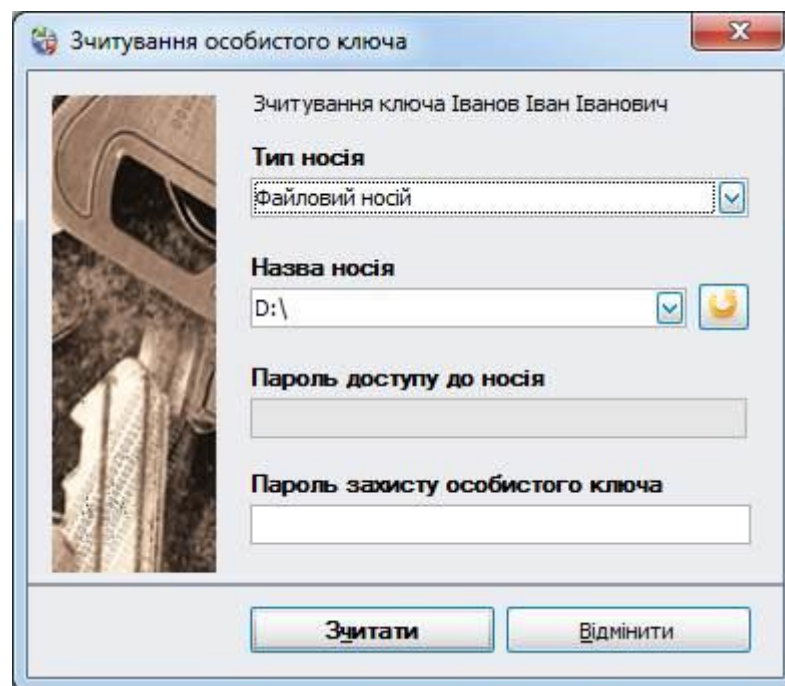 Зчитування особистого ключа
Зчитування ключа Іванов Іван Іванович
Тип носія
Файловий носій
Назва носія
D:\
Пароль доступу до носія
Пароль захисту особистого ключа
Зчитати
Відмінити